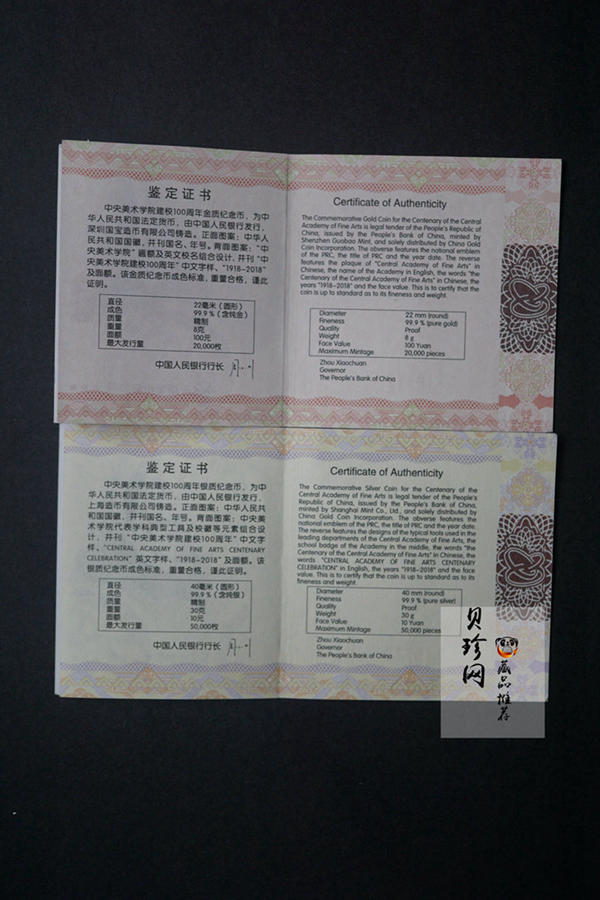 鉴定证书
中央美术学院建校100周年金质纪念币，为中
华人民共和国法定货币，由中国人民银行发行，
深圳国宝造币有限公司铸造。正面图案：中华人
民共和国国徽，并刊国名、年号。背面图案：“中
央美术学院”匾额及英文校名组合设计，并刊“中
央美术学院建校100周年”中文字样、“1918-2018”
及面额。该金质纪念币成色标准，重量合格，谨此
证明。
直径 22毫米（圆形）
成色 99.9％（含纯金）
质量 精制
重量 8克
面额 100元
最大发行量 20,000枚
中国人民银行行长
Certificate of Authenticity
The Commemorative Gold Coin for the Centenary of the Central
Academy of Fine Arts is legal tender of the People's Republic of
China, issued by the People's Bank of China, minted by
Shenzhen Guobao Mint, and solely distributed by China Gold
Coin Incorporation. The obverse features the national emblem
of the PRC, the title of PRC and the year date. The reverse
features the plaque of "Central Academy of Fine Arts" in
Chinese, the name of the Academy in English, the words "the
Centenary of the Central Academy of Fine Arts" in Chinese, the
years "1918-2018" and the face value. This is to certify that the
coin is up to standard as to its fineness and weight.
Diameter 22 mm (round)
Fineness 99.9 % (pure gold)
Quality Proof
Weight 8 g
Face Value 100 Yuan
Maximum Mintage 20,000 pieces
Zhou Xiaochuan
Governor
The People's Bank of China
鉴定证书
中央美术学院建校100周年银质纪念币，为中
华人民共和国法定货币，由中国人民银行发行，
上海造币有限公司铸造。正面图案：中华人民共
和国国徽，并刊国名、年号。背面图案：中央美
术学院代表学科典型工具及校徽等元素组合设
计，并刊“中央美术学院建校100周年”中文字
样、“CENTRAL ACADEMY OF FINE ARTS CENTENARY
CELEBRATION”英文字样、“1918-2018”及面额。该
银质纪念币成色标准，重量合格，谨此证明。
直径 40毫米（圆形）
成色 99.9％（含纯银）
质量 精制
重量 30克
面额 10元
最大发行量 50,000枚
中国人民银行行长
Certificate of Authenticity
The Commemorative Silver Coin for the Centenary of the
Central Academy of Fine Arts is legal tender of the People's
Republic of China, issued by the People's Bank of China,
minted by Shanghai Mint Co., Ltd., and solely distributed by
China Gold Coin Incorporation. The obverse features the
national emblem of the PRC, the title of PRC and the year date.
The reverse features the designs of the typical tools used in the
leading departments of the Central Academy of Fine Arts, the
school badge of the Academy in the middle, the words "the
Centenary of the Central Academy of Fine Arts" in Chinese, the
words "CENTRAL ACADEMY OF FINE ARTS CENTENARY
CELEBRATION" in English, the years "1918-2018" and the face
value. This is to certify that the coin is up to standard as to its
fineness and weight.
Diameter 40 mm (round)
Fineness 99.9 % (pure silver)
Quality Proof
Weight 30 g
Face Value 10 Yuan
Maximum Mintage 50,000 pieces
Zhou Xiaochuan
Governor
The People's Bank of China
贝珍网
藏品推荐